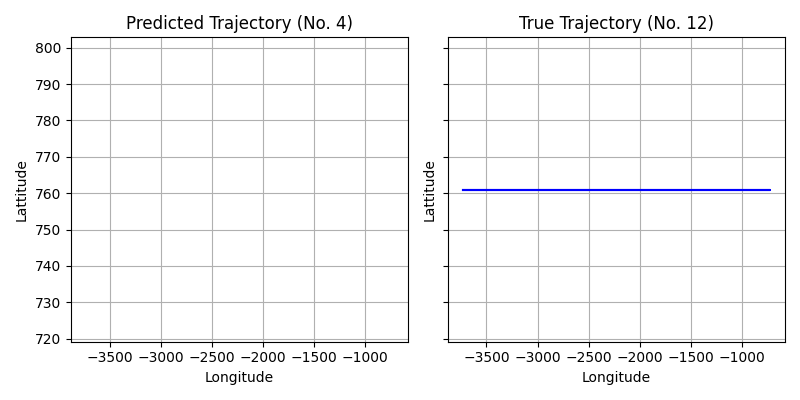 Predicted Trajectory (No. 4)
True Trajectory (No. 12)
800
790
780
770
760
750
740
730
720
Lattitude
Lattitude
−3500 −3000 −2500 −2000 −1500 −1000
−3500 −3000 −2500 −2000 −1500 −1000
Longitude
Longitude